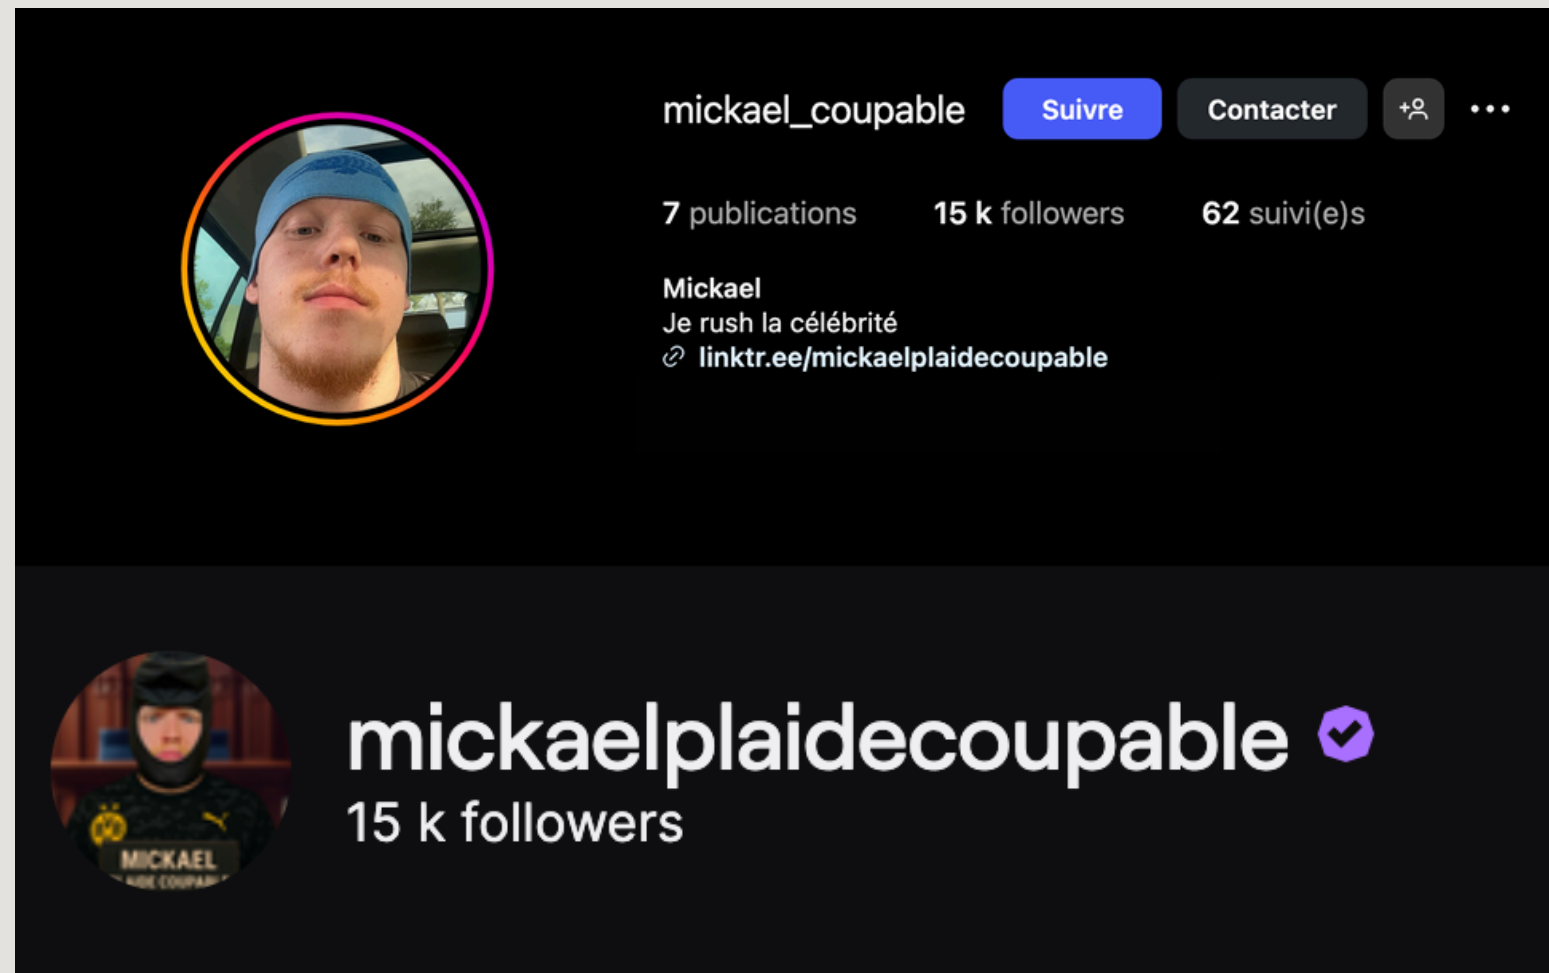 mickael_coupable Suivre Contacter
7 publications 15 k followers 62 suivi(e)s
Mickael
Je rush la célébrité
linktr.ee/mickaelplaidecoupable
mickaelplaidecoupable
15 k followers
MICKAEL